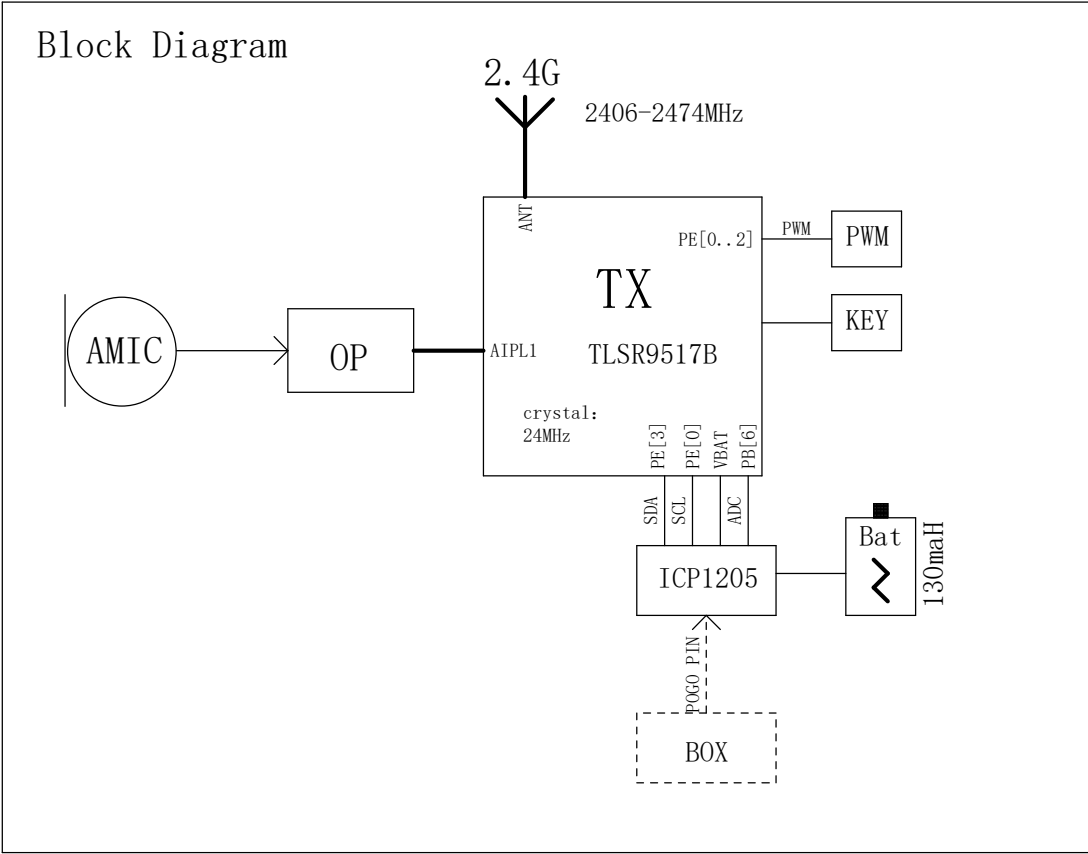 Block Diagram
2.4G
2406-2474MHz
ANT
PE[0..2]
PWM
PWM
TX
KEY
AMIC
OP
AIPL1
TLSR9517B
crystal:
24MHz
PE[3]
PE[0]
VBAT
PB[6]
SDA
SCL
ADC
Bat
130maH
ICP1205
POGO PIN
BOX